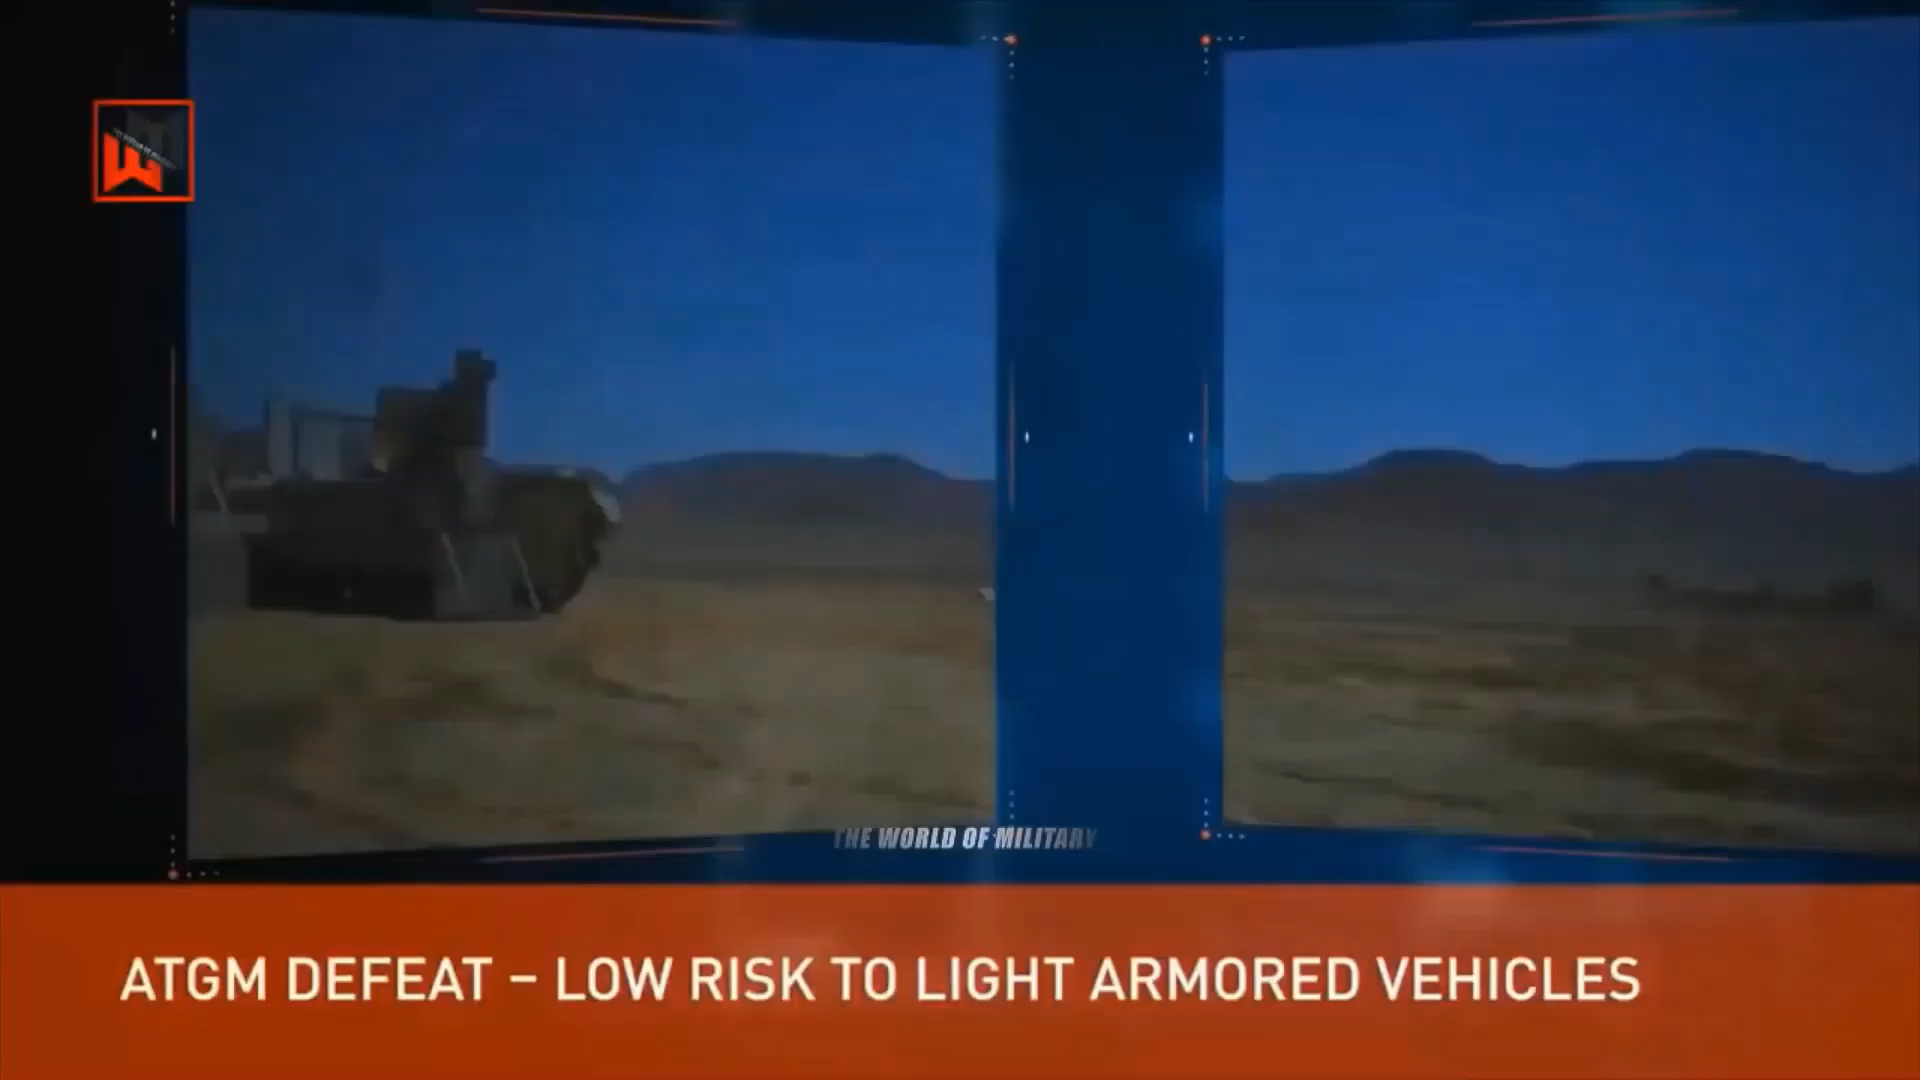 THE WORLD OF MILITARY
ATGM DEFEAT – LOW RISK TO LIGHT ARMORED VEHICLES